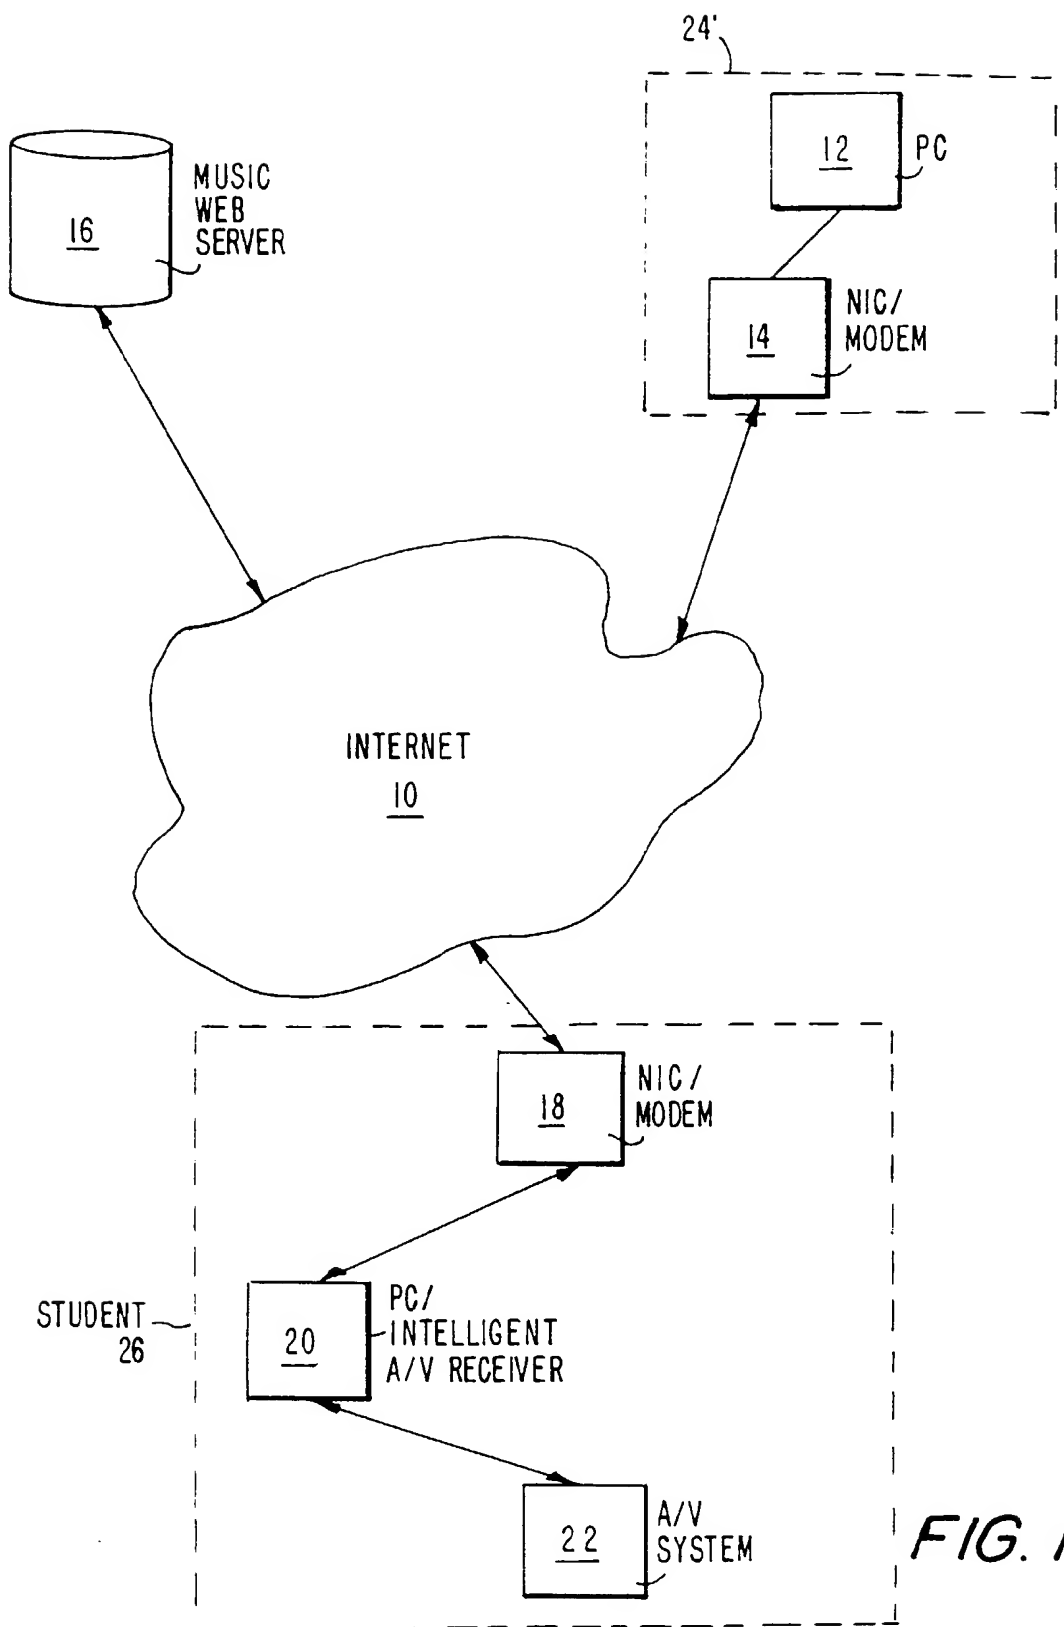 24'
12
PC
16
MUSIC
WEB
SERVER
14
NIC/
MODEM
INTERNET
10
18
NIC/
MODEM
STUDENT
26
20
PC/
INTELLIGENT
A/V RECEIVER
22
A/V
SYSTEM
FIG. 1